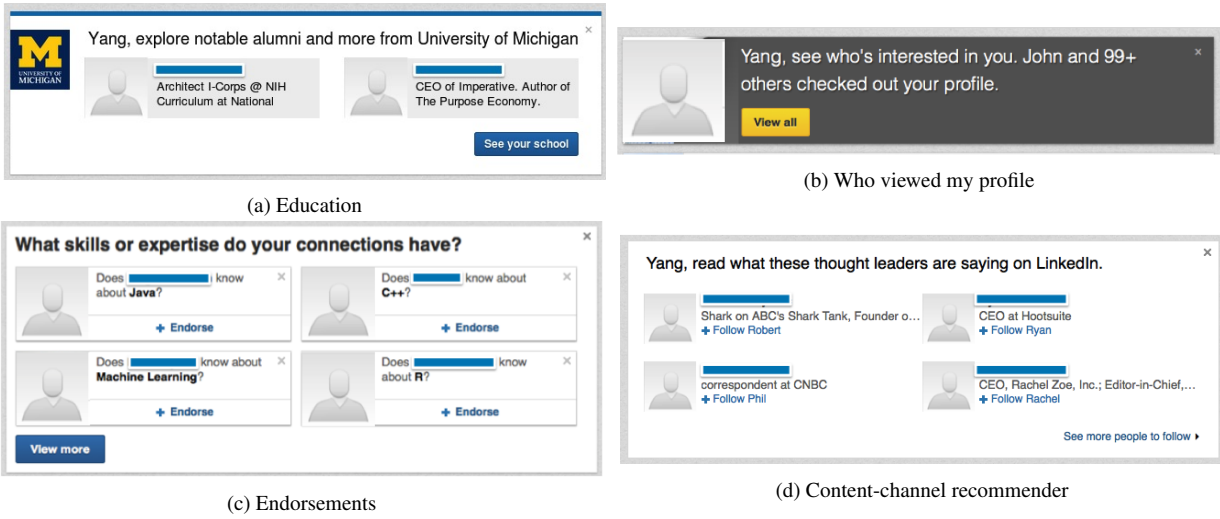 Yang, explore notable alumni and more from University of Michigan ×
M
UNIVERSITY OF
MICHIGAN
Architect I-Corps @ NIH
Curriculum at National
CEO of Imperative. Author of
The Purpose Economy.
See your school
(a) Education
Yang, see who's interested in you. John and 99+
others checked out your profile.
×
View all
(b) Who viewed my profile
What skills or expertise do your connections have?
×
Does know
about Java?
×
+ Endorse
Does know about
C++?
×
+ Endorse
Does know about
Machine Learning?
×
+ Endorse
Does know
about R?
×
+ Endorse
View more
(c) Endorsements
×
Yang, read what these thought leaders are saying on LinkedIn.
Shark on ABC's Shark Tank, Founder o...
+ Follow Robert
CEO at Hootsuite
+ Follow Ryan
correspondent at CNBC
+ Follow Phil
CEO, Rachel Zoe, Inc.; Editor-in-Chief,...
+ Follow Rachel
See more people to follow ▸
(d) Content-channel recommender